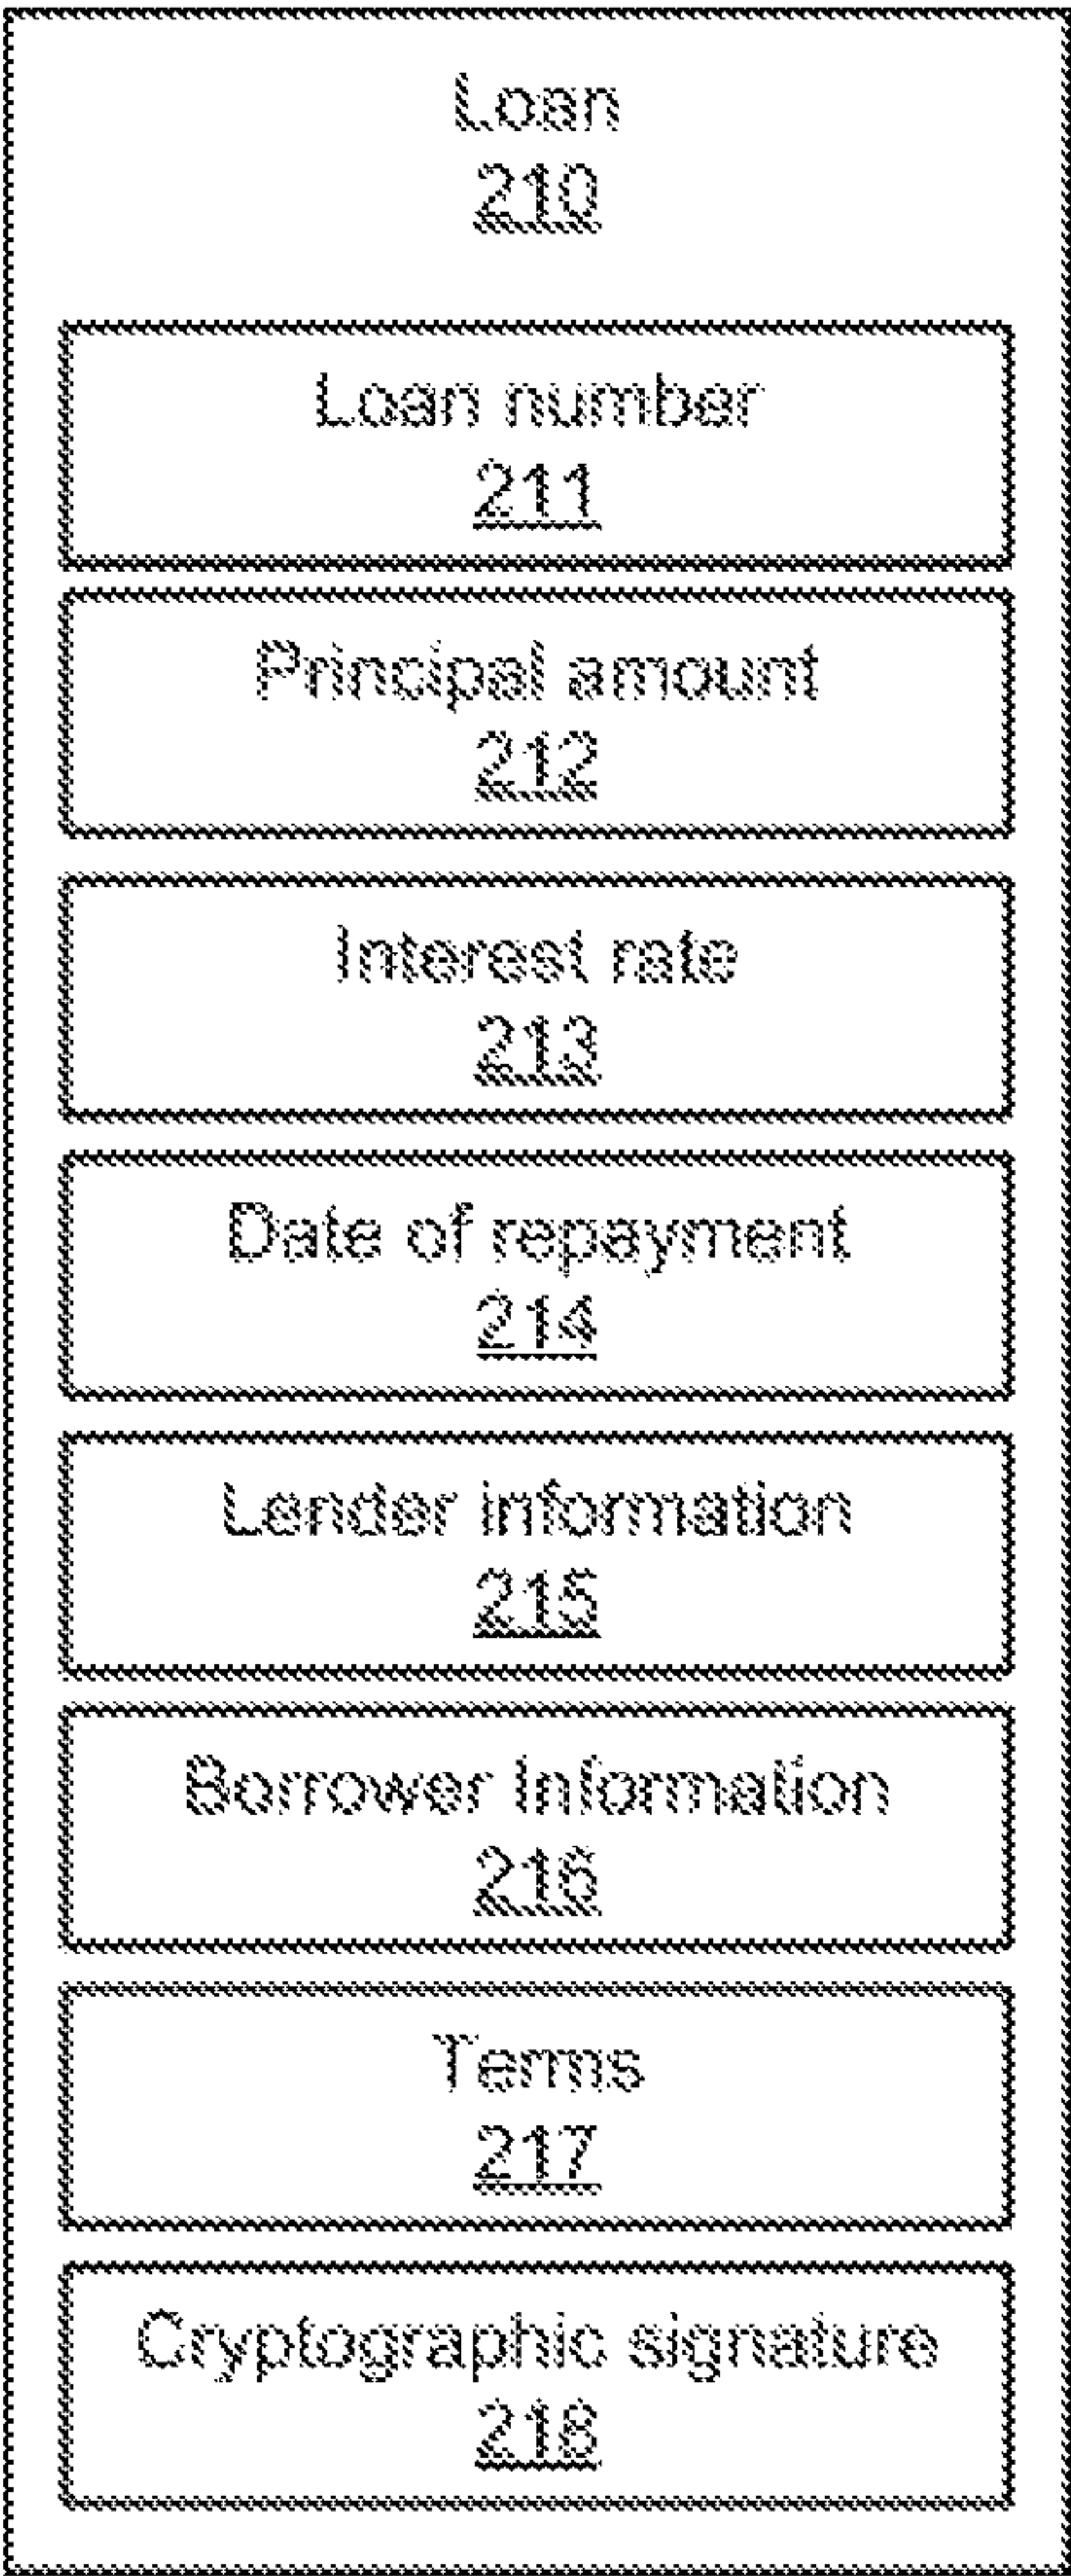 Loan
210
Loan number
211
Principal amount
212
Interest rate
213
Date of repayment
214
Lender information
215
Borrower Information
216
Terms
217
Cryptographic signature
218